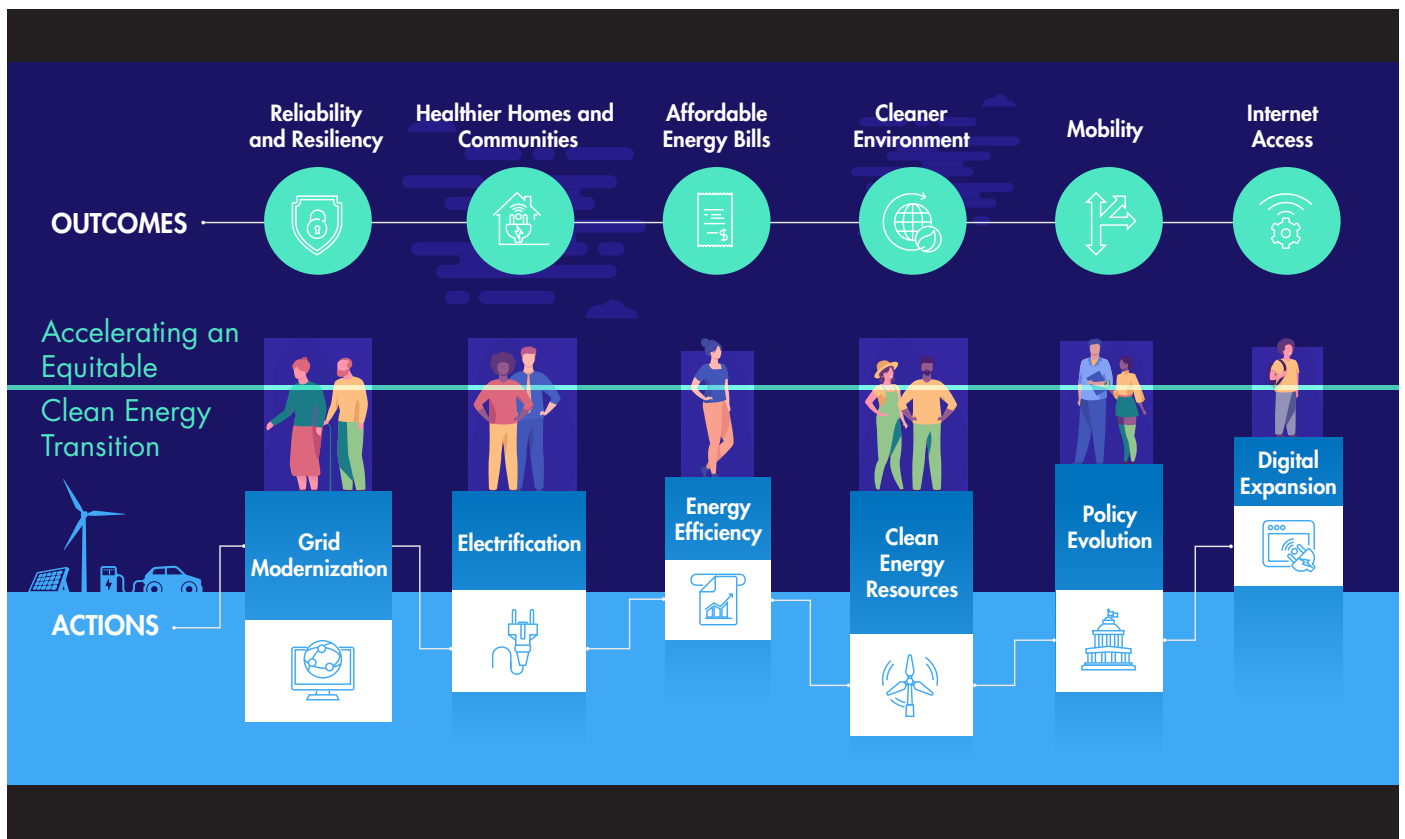 Reliability
and Resiliency
Healthier Homes and
Communities
Affordable
Energy Bills
Cleaner
Environment
Mobility
Internet
Access
OUTCOMES
$
Accelerating an
Equitable
Clean Energy
Transition
Grid
Modernization
Electrification
Energy
Efficiency
Clean
Energy
Resources
Policy
Evolution
Digital
Expansion
ACTIONS